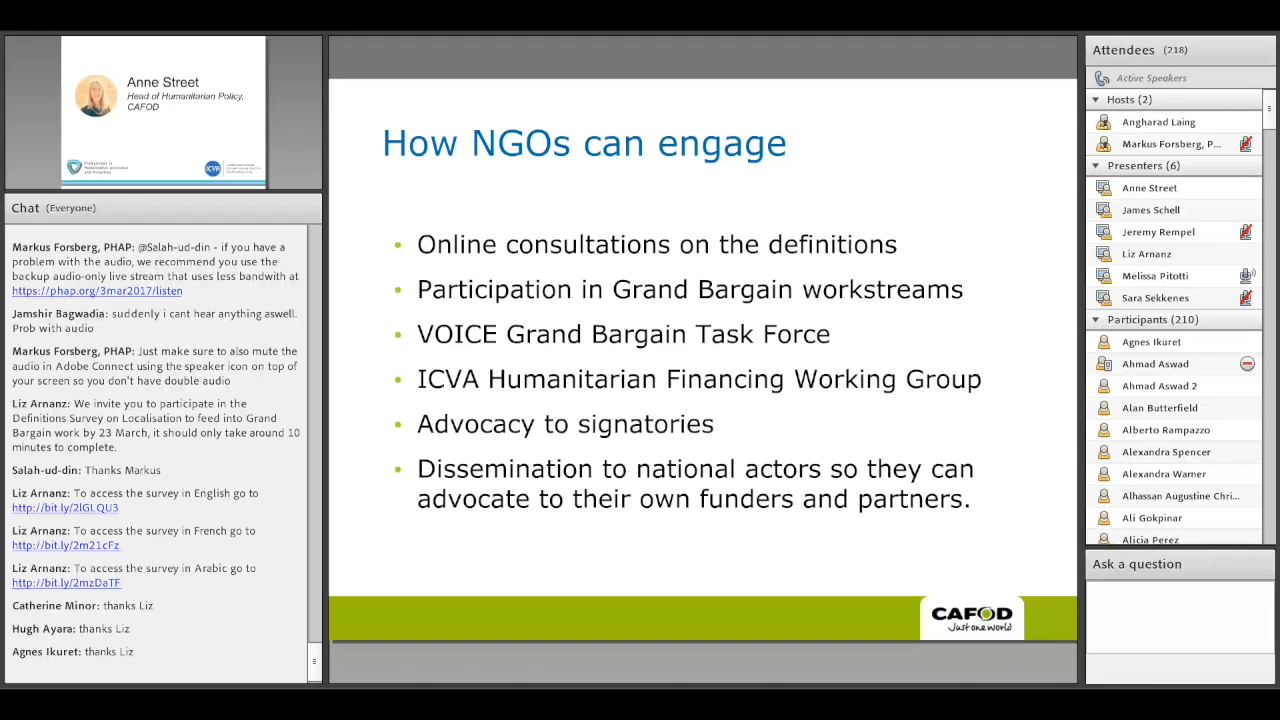 Anne Street
Head of Humanitarian Policy,
CAFOD
ICVA
Chat (Everyone)
Markus Forsberg, PHAP: @Salah-ud-din - if you have a
problem with the audio, we recommend you use the
backup audio-only live stream that uses less bandwith at
https://phap.org/3mar2017/listen
Jamshir Bagwadia: suddenly i cant hear anything aswell.
Prob with audio
Markus Forsberg, PHAP: Just make sure to also mute the
audio in Adobe Connect using the speaker icon on top of
your screen so you don't have double audio
Liz Arnanz: We invite you to participate in the
Definitions Survey on Localisation to feed into Grand
Bargain work by 23 March, it should only take around 10
minutes to complete.
Salah-ud-din: Thanks Markus
Liz Arnanz: To access the survey in English go to
http://bit.ly/2lGLQU3
Liz Arnanz: To access the survey in French go to
http://bit.ly/2m21cFz
Liz Arnanz: To access the survey in Arabic go to
http://bit.ly/2mzDaTF
Catherine Minor: thanks Liz
Hugh Ayara: thanks Liz
Agnes Ikuret: thanks Liz
How NGOs can engage
• Online consultations on the definitions
• Participation in Grand Bargain workstreams
• VOICE Grand Bargain Task Force
• ICVA Humanitarian Financing Working Group
• Advocacy to signatories
• Dissemination to national actors so they can
advocate to their own funders and partners.
CAFOD
Just one world
Attendees (218)
Active Speakers
Hosts (2)
Angharad Laing
Markus Forsberg, P...
Presenters (6)
Anne Street
James Schell
Jeremy Rempel
Liz Arnanz
Melissa Pitotti
Sara Sekkenes
Participants (210)
Agnes Ikuret
Ahmad Aswad
Ahmad Aswad 2
Alan Butterfield
Alberto Rampazzo
Alexandra Spencer
Alexandra Warner
Alhassan Augustine Chri...
Ali Gokpinar
Alicia Perez
Ask a question